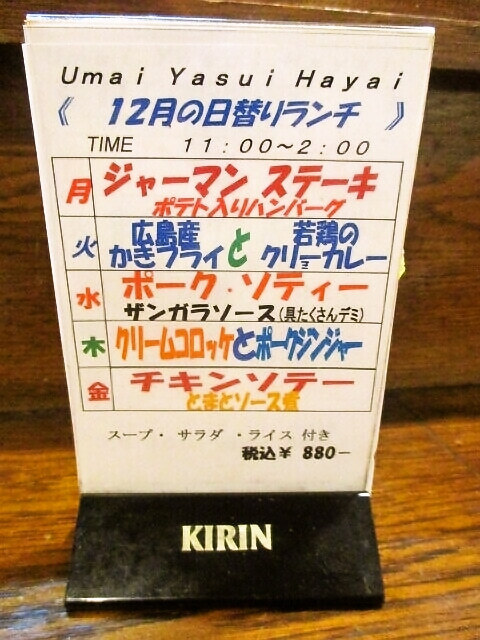 Umai Yasui Hayai
《 12月の日替りランチ 》
TIME 11:00～2:00
月 ジャーマン ステーキ
ポテト入りハンバーグ
火 広島産かきフライと若鶏のクリーミーカレー
水 ポーク・ソティー
ザンガラソース(具たくさんデミ)
木 クリームコロッケとポークジンジャー
金 チキンソテー
とまとソース煮
スープ・サラダ・ライス付き
税込¥ 880-
KIRIN